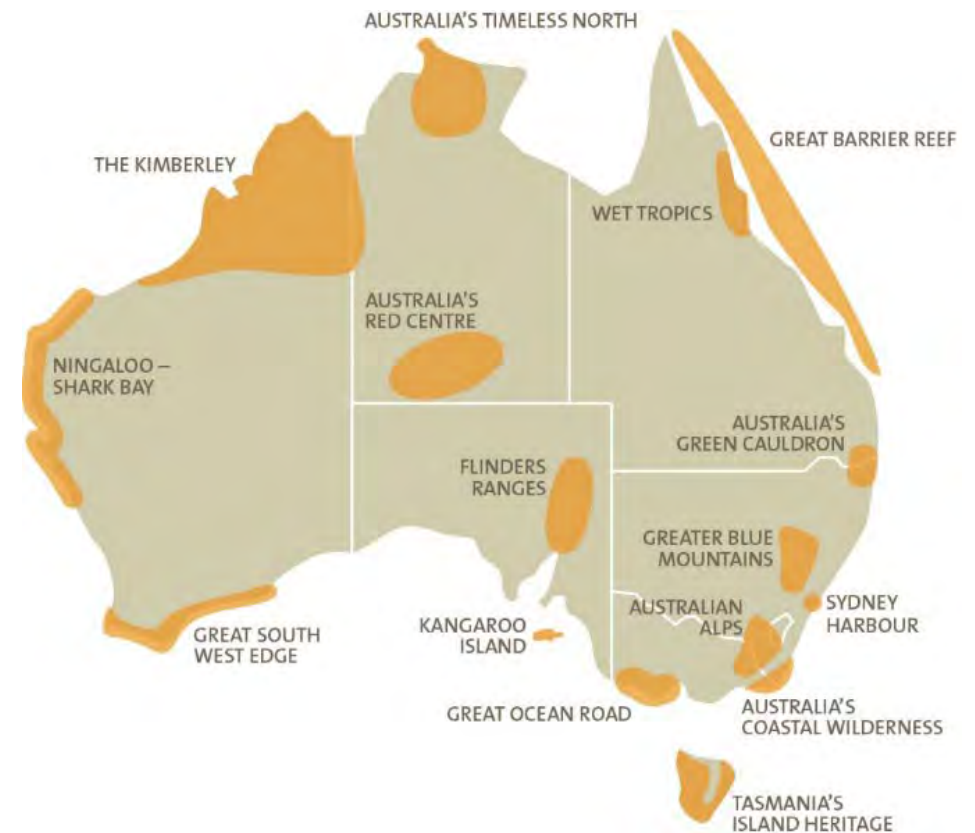 AUSTRALIA'S TIMELESS NORTH
GREAT BARRIER REEF
THE KIMBERLEY
WET TROPICS
AUSTRALIA'S
RED CENTRE
NINGALOO –
SHARK BAY
AUSTRALIA'S
GREEN CAULDRON
FLINDERS
RANGES
GREATER BLUE
MOUNTAINS
SYDNEY
HARBOUR
AUSTRALIAN
ALPS
KANGAROO
ISLAND
GREAT SOUTH
WEST EDGE
GREAT OCEAN ROAD
AUSTRALIA'S
COASTAL WILDERNESS
TASMANIA'S
ISLAND HERITAGE